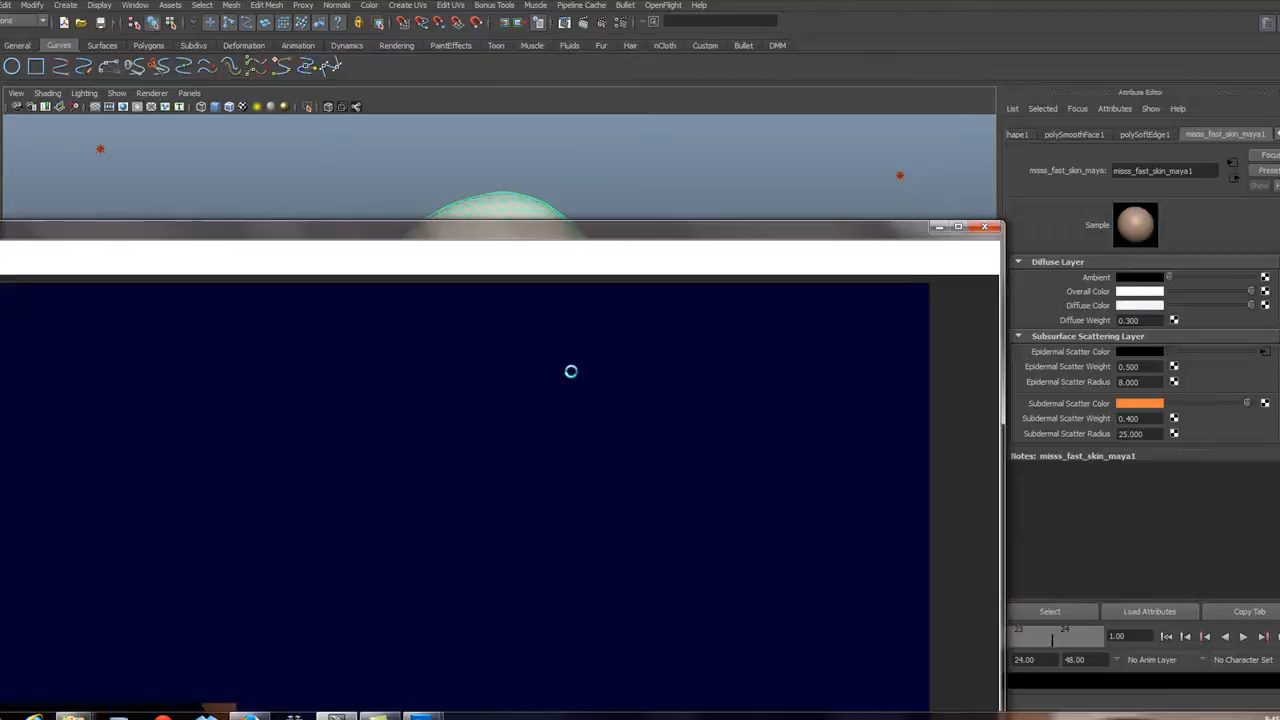 Edit Modify Create Display Window Assets Select Mesh Edit Mesh Proxy Normals Color Create UVs Edit UVs Bonus Tools Muscle Pipeline Cache Bullet OpenFlight Help
General Curves Surfaces Polygons Subdivs Deformation Animation Dynamics Rendering PaintEffects Toon Muscle Fluids Fur Hair nCloth Custom Bullet DMM
View Shading Lighting Show Renderer Panels
Attribute Editor
List Selected Focus Attributes Show Help
hape1 polySmoothFace1 polySoftEdge1 misss_fast_skin_maya1
misss_fast_skin_maya: misss_fast_skin_maya1
Focu
Prese
Show H
Sample
Diffuse Layer
Ambient
Overall Color
Diffuse Color
Diffuse Weight 0.300
Subsurface Scattering Layer
Epidermal Scatter Color
Epidermal Scatter Weight 0.500
Epidermal Scatter Radius 8.000
Subdermal Scatter Color
Subdermal Scatter Weight 0.400
Subdermal Scatter Radius 25.000
Notes: misss_fast_skin_maya1
Select Load Attributes Copy Tab
23 24 1.00
24.00 48.00 No Anim Layer No Character Set